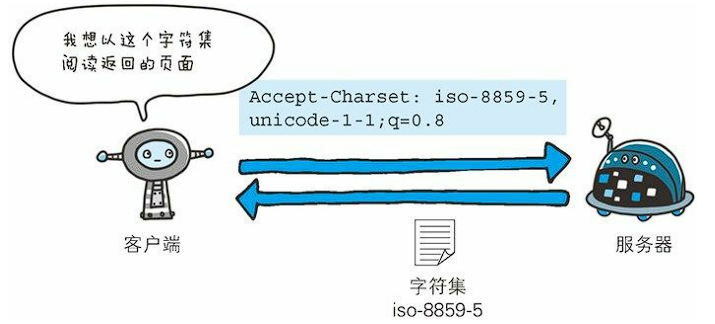 我想以这个字符集
阅读返回的页面
Accept-Charset: iso-8859-5,
unicode-1-1;q=0.8
客户端
服务器
字符集
iso-8859-5